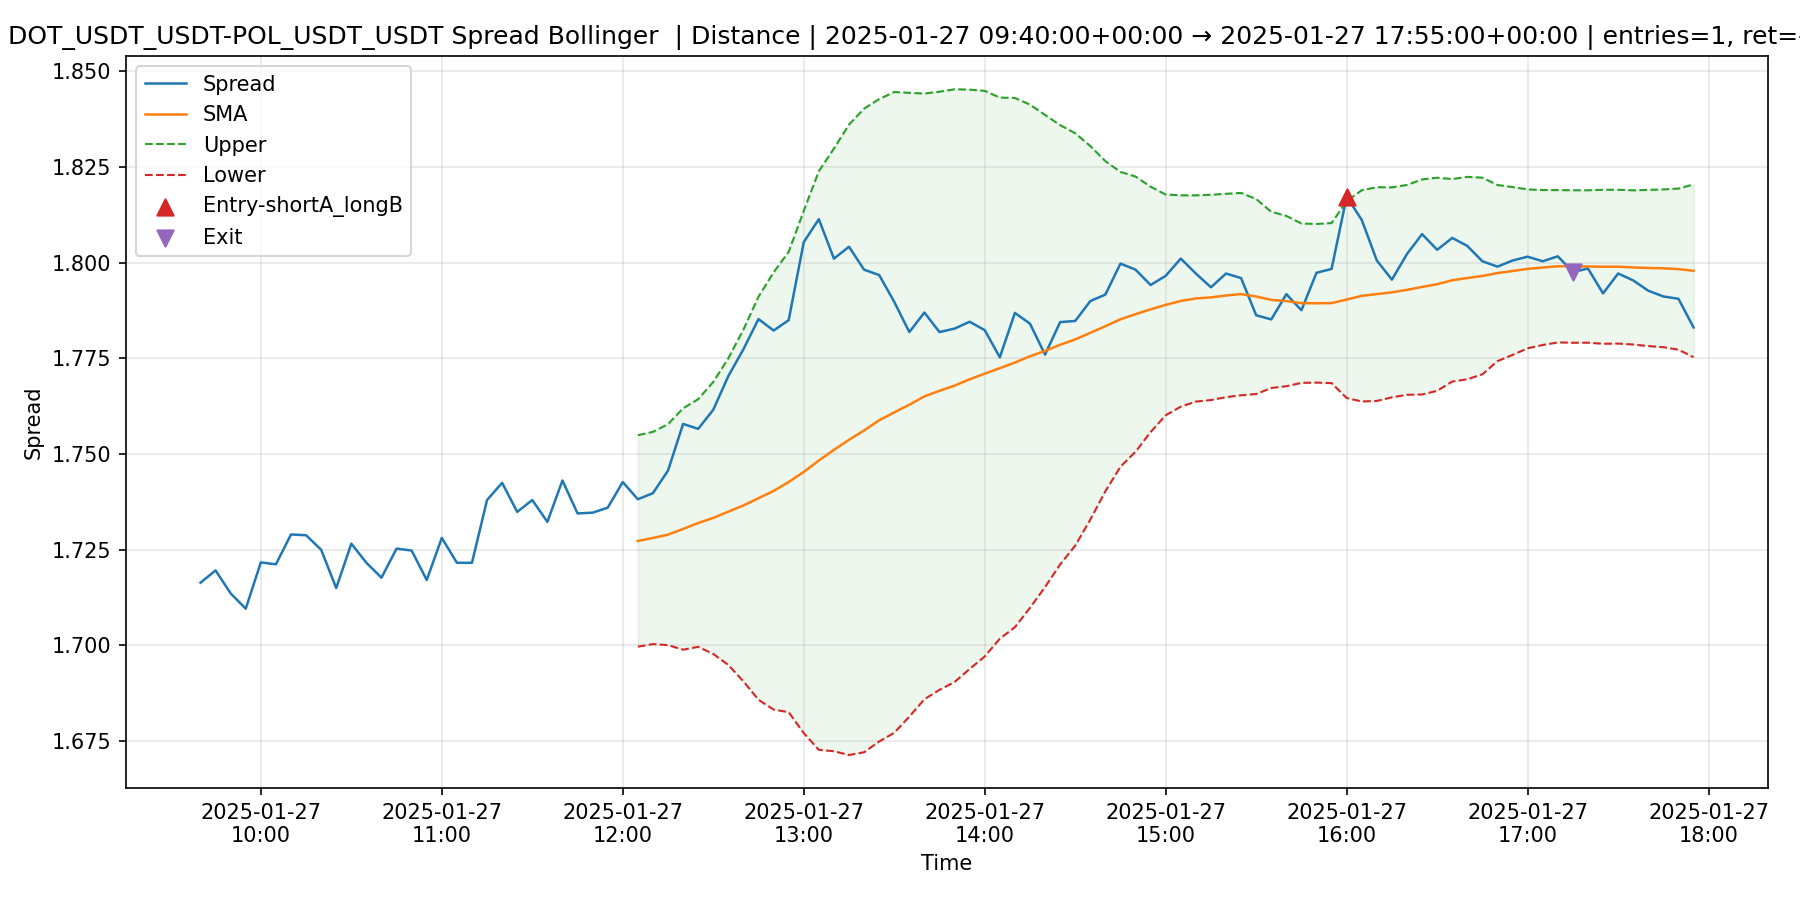 DOT_USDT_USDT-POL_USDT_USDT Spread Bollinger | Distance | 2025-01-27 09:40:00+00:00 → 2025-01-27 17:55:00+00:00 | entries=1, ret=-
Spread
SMA
Upper
Lower
Entry-shortA_longB
Exit
1.850
1.825
1.800
1.775
1.750
1.725
1.700
1.675
Spread
2025-01-27
10:00
2025-01-27
11:00
2025-01-27
12:00
2025-01-27
13:00
2025-01-27
14:00
2025-01-27
15:00
2025-01-27
16:00
2025-01-27
17:00
2025-01-27
18:00
Time